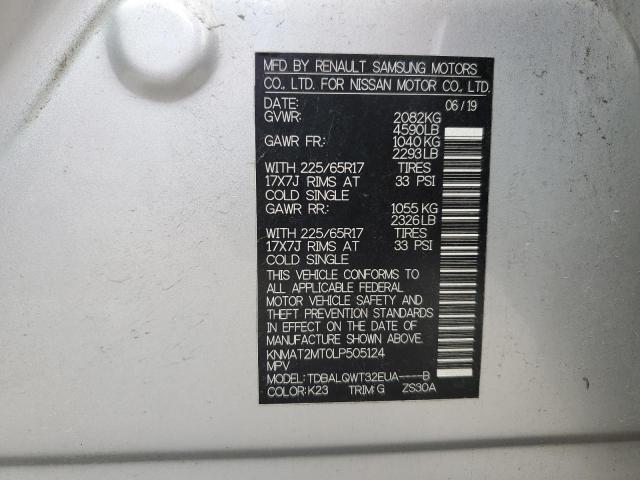 MFD BY RENAULT SAMSUNG MOTORS
CO., LTD. FOR NISSAN MOTOR CO., LTD.
DATE: 06/19
GVWR: 2082KG
4590LB
GAWR FR: 1040KG
2293LB
WITH 225/65R17 TIRES
17X7J RIMS AT 33 PSI
COLD SINGLE
GAWR RR: 1055 KG
2326LB
WITH 225/65R17 TIRES
17X7J RIMS AT 33 PSI
COLD SINGLE
THIS VEHICLE CONFORMS TO
ALL APPLICABLE FEDERAL
MOTOR VEHICLE SAFETY AND
THEFT PREVENTION STANDARDS
IN EFFECT ON THE DATE OF
MANUFACTURE SHOWN ABOVE.
KNMAT2MT0LP505124
MPV
MODEL: TDBALQWT32EUA----B
COLOR: K23 TRIM: G ZS30A